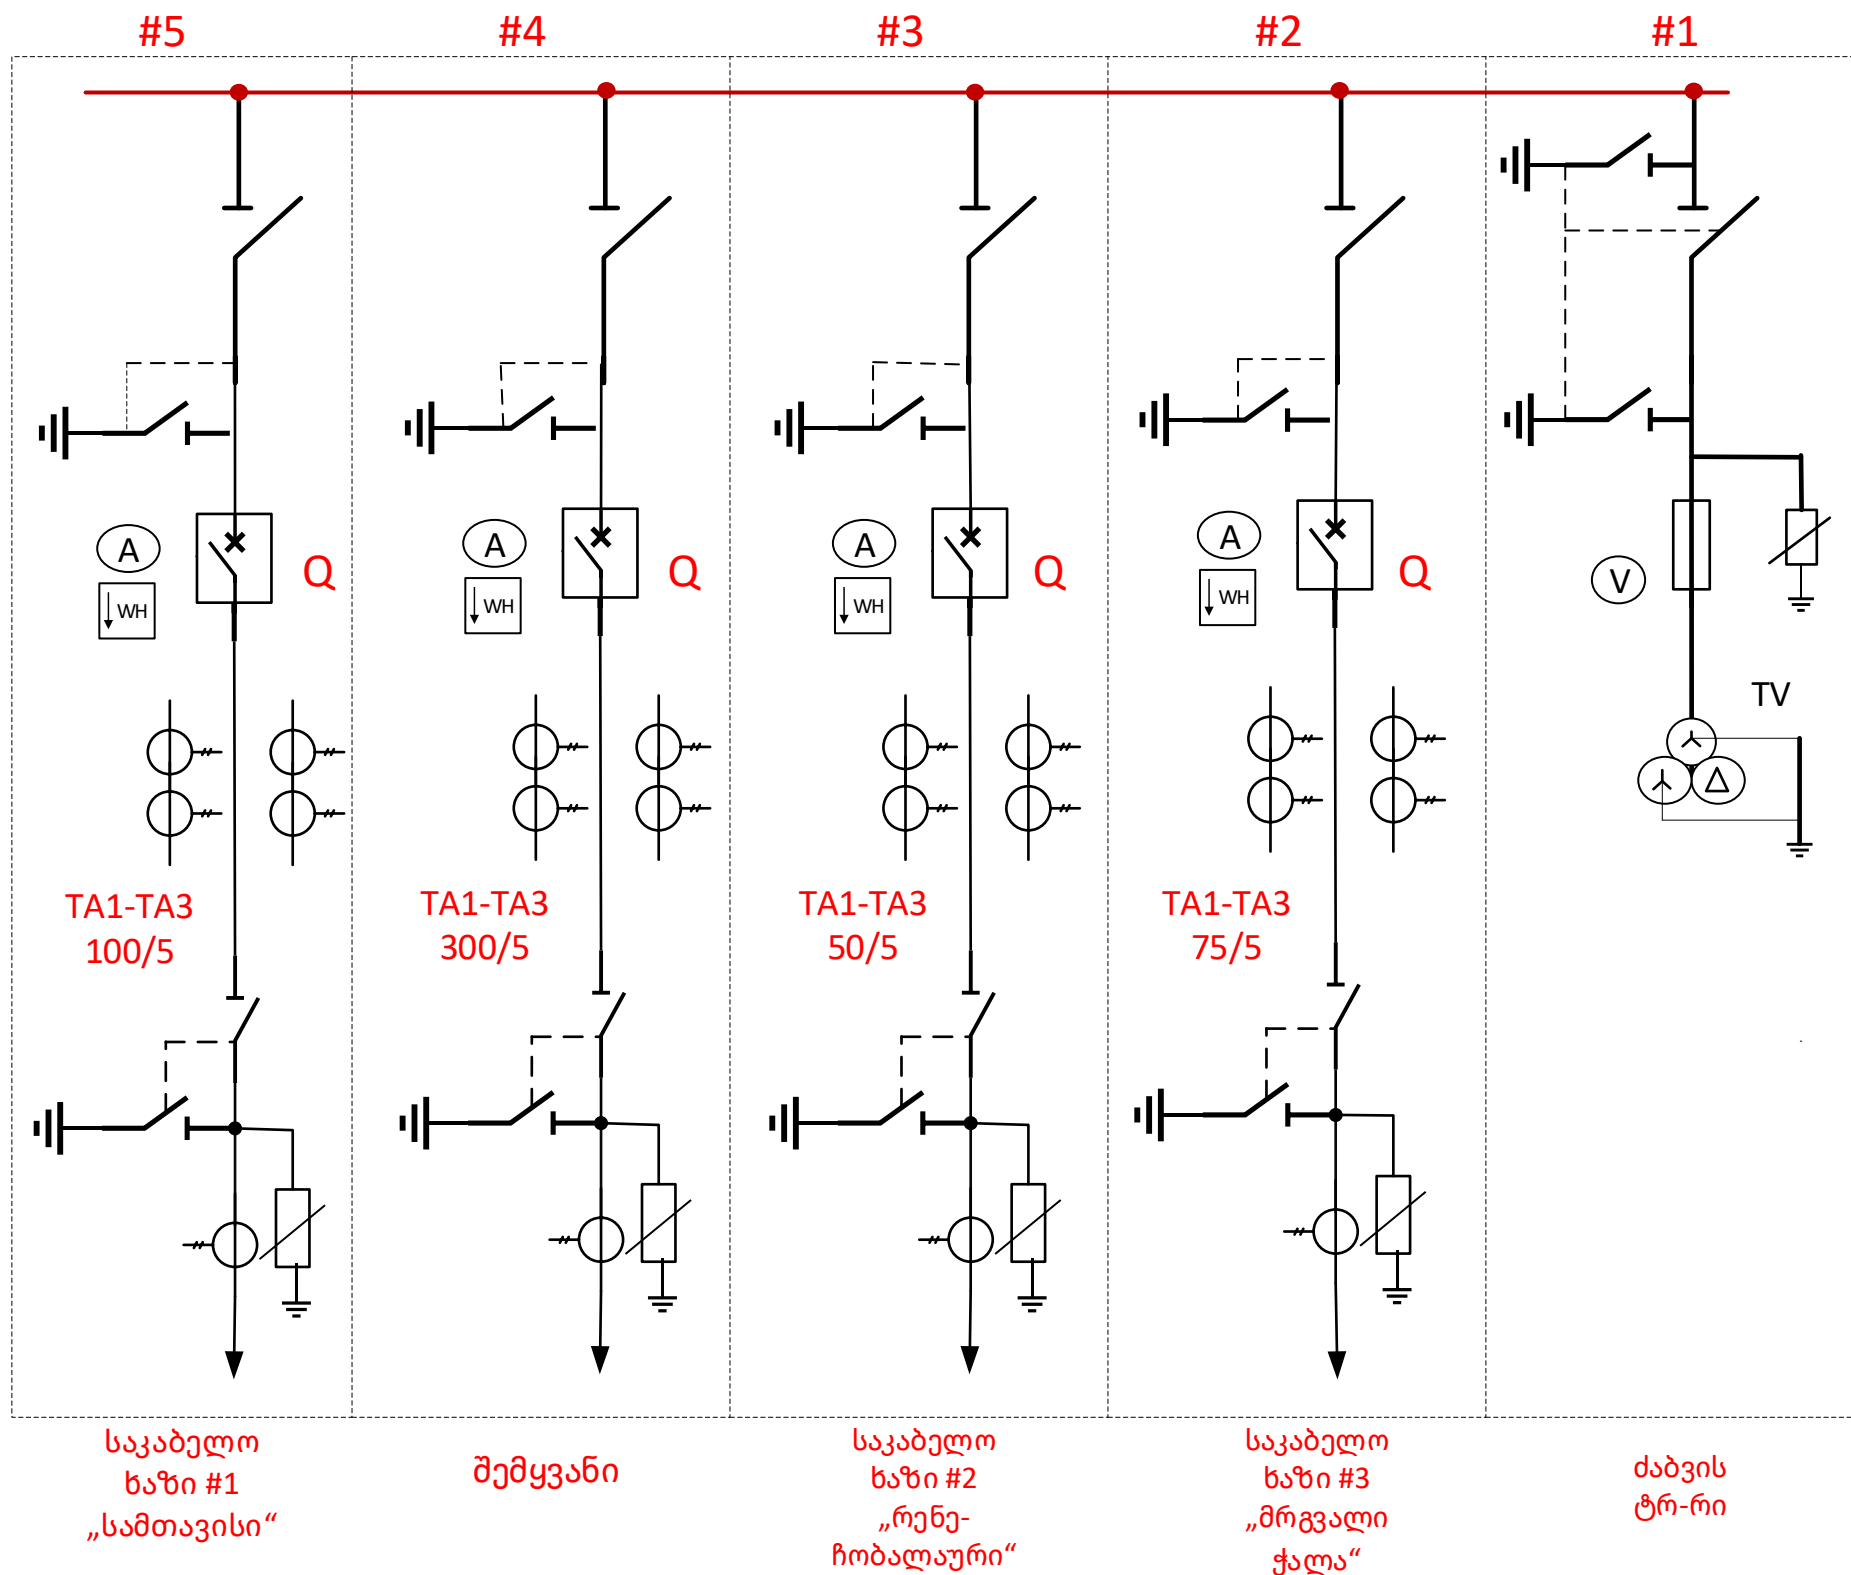 #5 #4 #3 #2 #1
A A A A
Q Q Q Q V
WH WH WH WH
TV
TA1-TA3 TA1-TA3 TA1-TA3 TA1-TA3
100/5 300/5 50/5 75/5
საკაბელო
ხაზი #1
„სამთავისი“
შემყვანი
საკაბელო
ხაზი #2
„რენე-
ჩობალაური“
საკაბელო
ხაზი #3
„მრგვალი
ჭალა“
ძაბვის
ტრ-რი